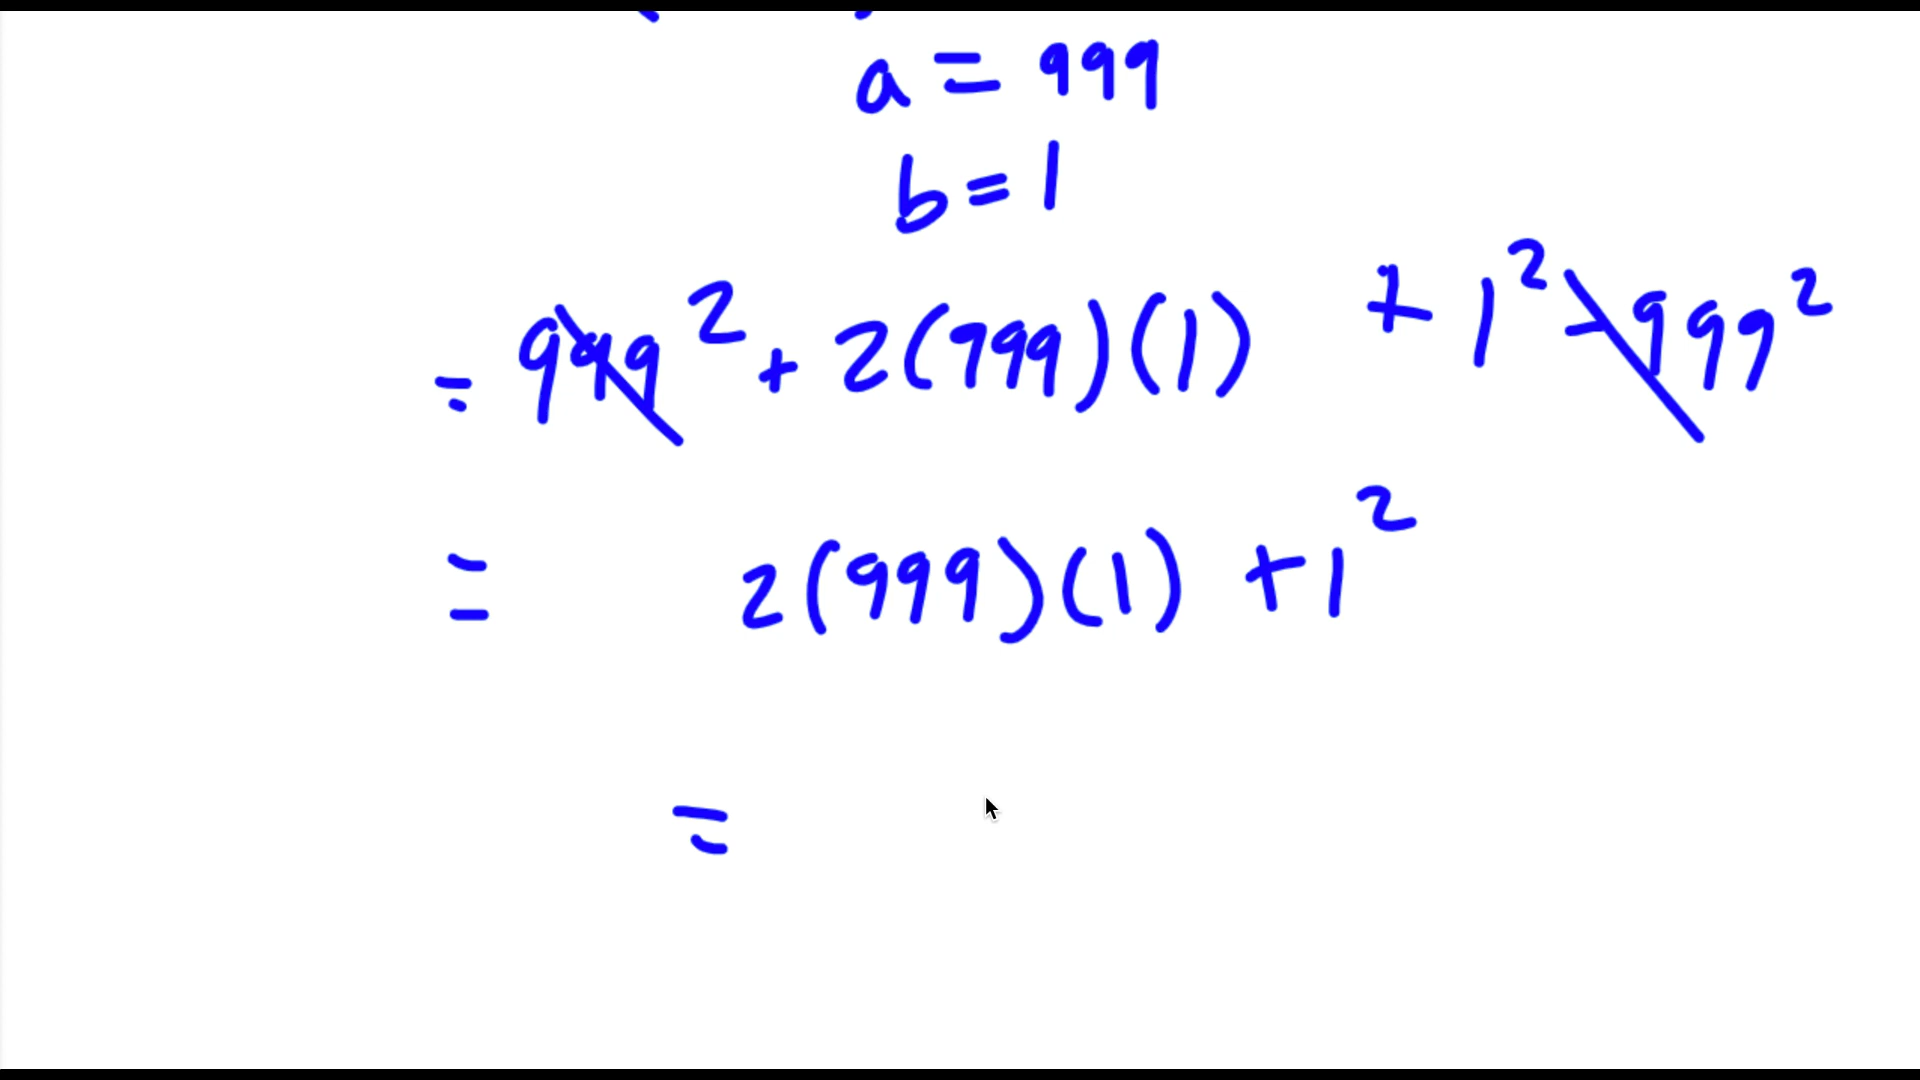 a = 999
b = 1
= 999² + 2(999)(1) + 1² - 999²
= 2(999)(1) + 1²
=